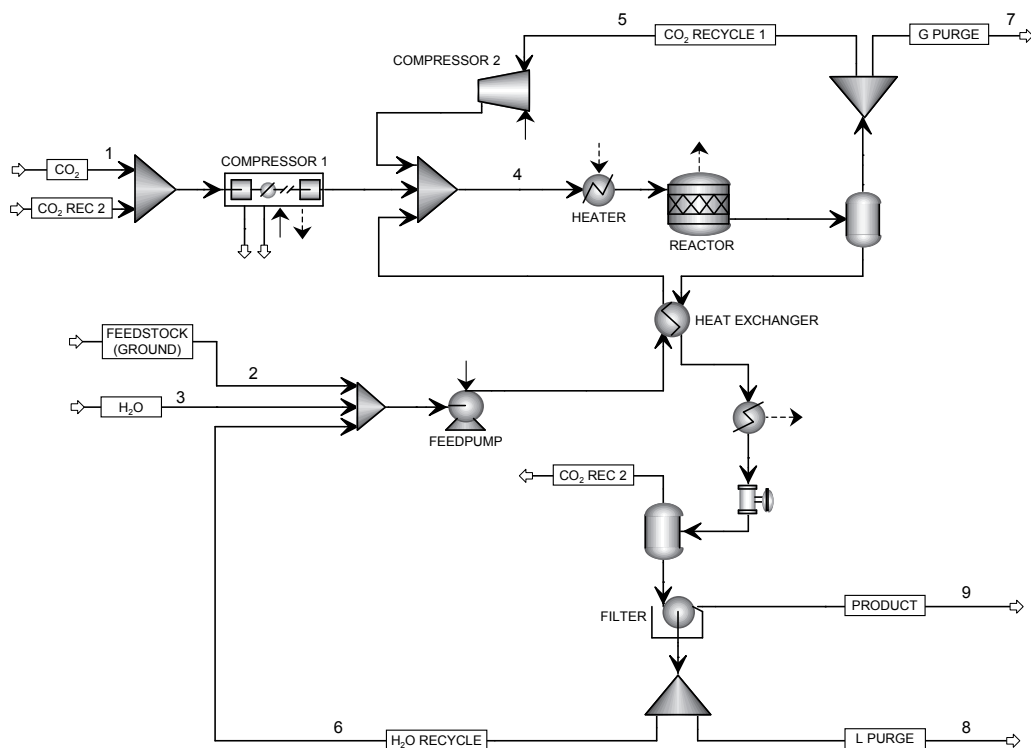 5
CO₂ RECYCLE 1
G PURGE
7
COMPRESSOR 2
1
CO₂
COMPRESSOR 1
4
CO₂ REC 2
HEATER
REACTOR
HEAT EXCHANGER
FEEDSTOCK
(GROUND)
2
H₂O
3
FEEDPUMP
CO₂ REC 2
FILTER
PRODUCT
9
6
H₂O RECYCLE
L PURGE
8